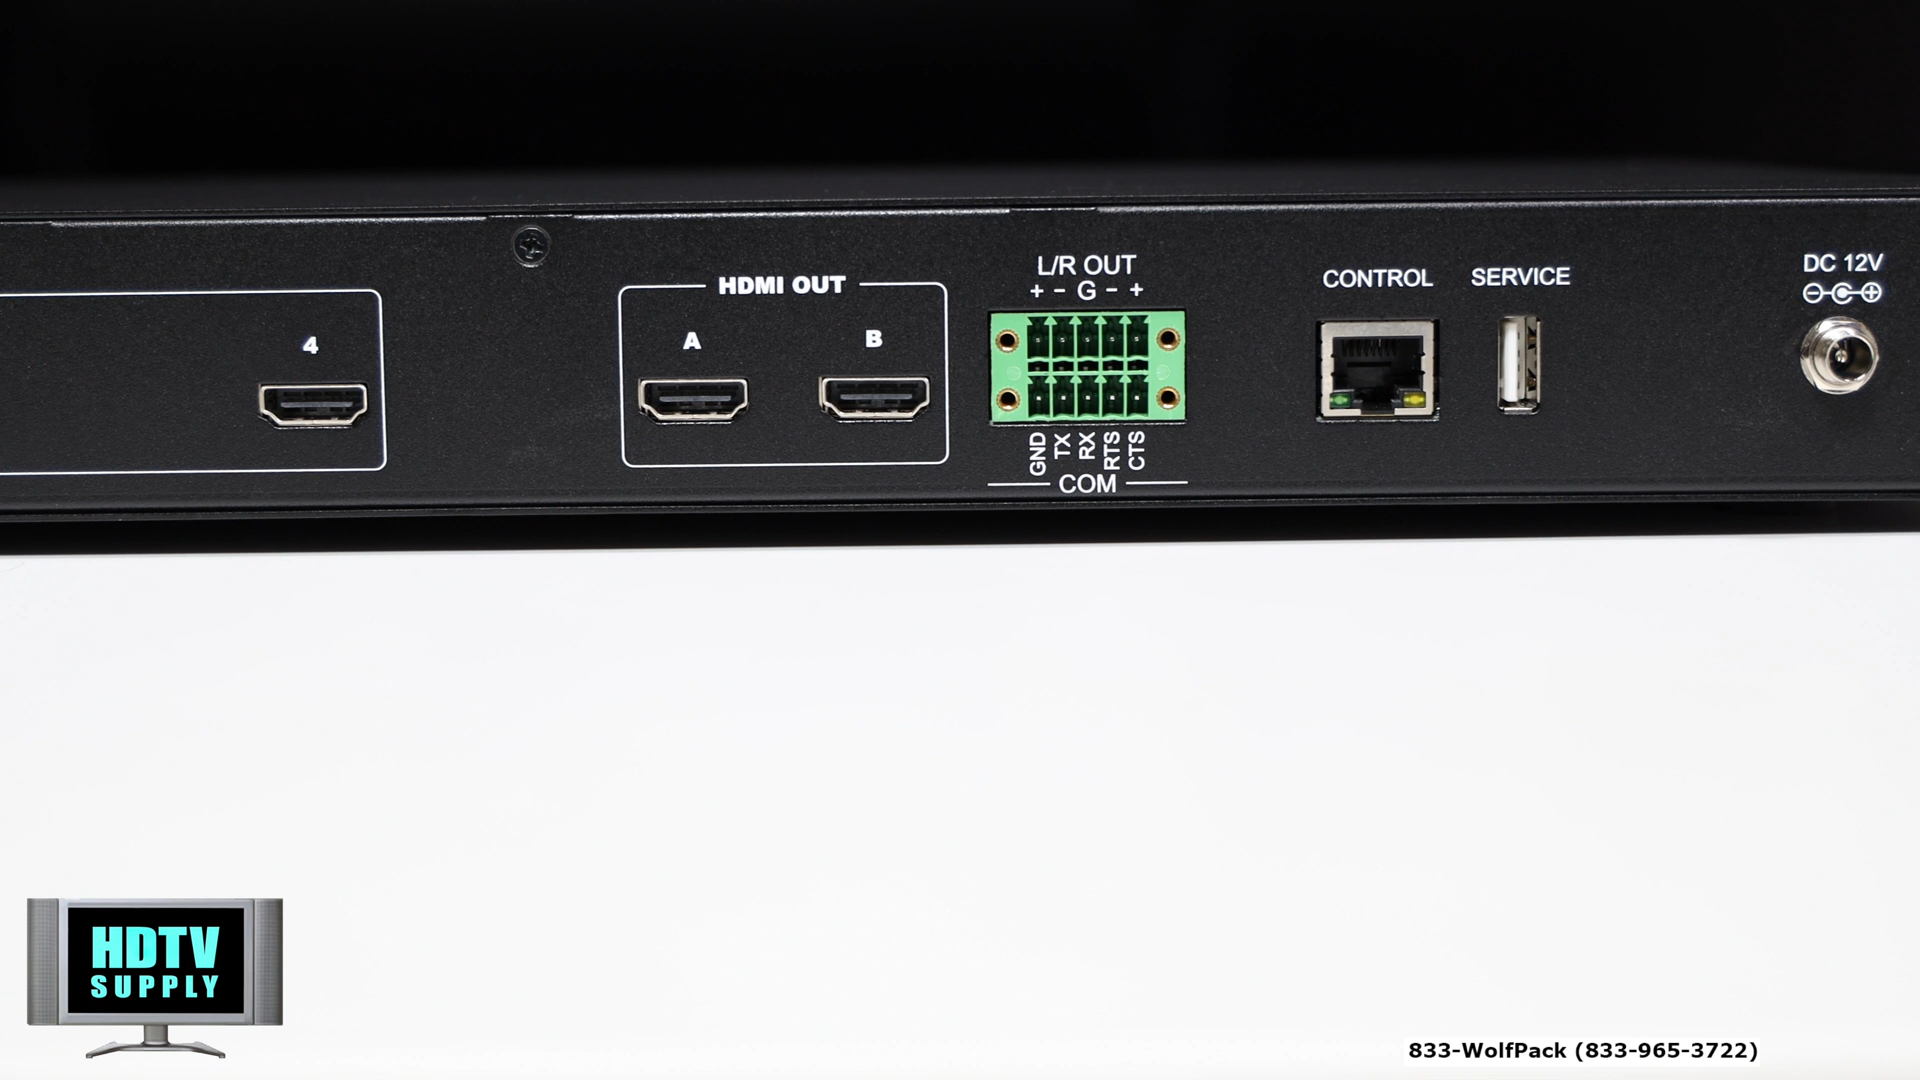 4
HDMI OUT
A
B
L/R OUT
+ - G - +
GND TX RX RTS CTS
COM
CONTROL
SERVICE
DC 12V
HDTV
SUPPLY
833-WolfPack (833-965-3722)